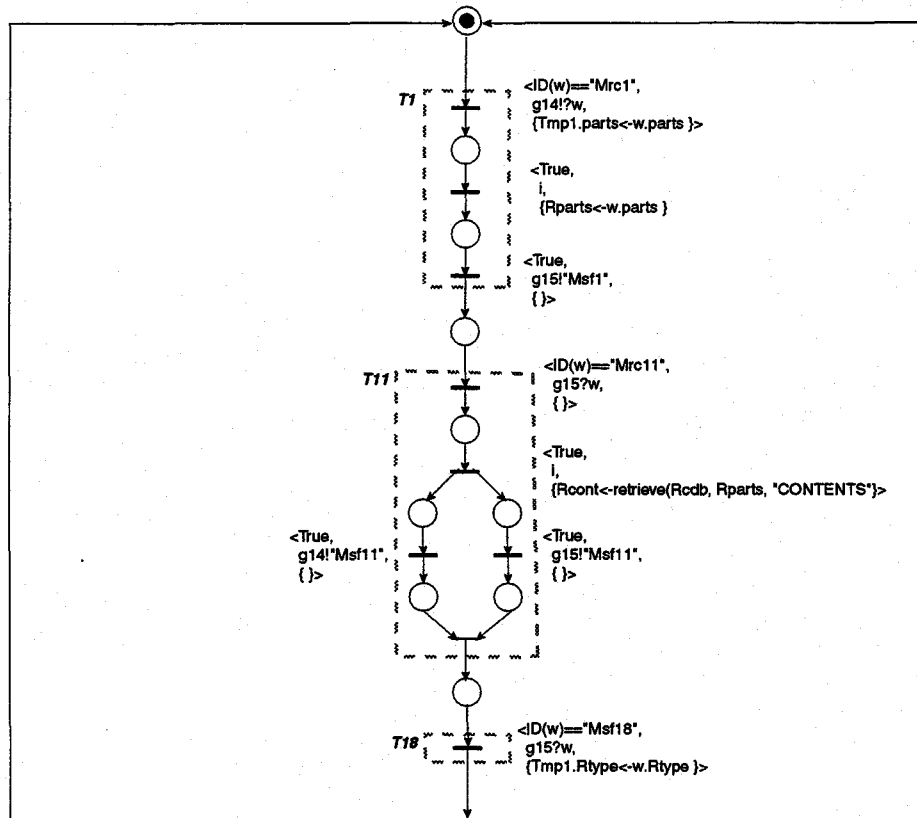 T1
<ID(w)=="Mrc1",
g14!?w,
{Tmp1.parts<-w.parts }>
<True,
i,
{Rparts<-w.parts }
<True,
g15!"Msf1",
{ }>
T11
<ID(w)=="Mrc11",
g15?w,
{ }>
<True,
i,
{Rcont<-retrieve(Rcdb, Rparts, "CONTENTS"}>
<True,
g14!"Msf11",
{ }>
<True,
g15!"Msf11",
{ }>
T18
<ID(w)=="Msf18",
g15?w,
{Tmp1.Rtype<-w.Rtype }>